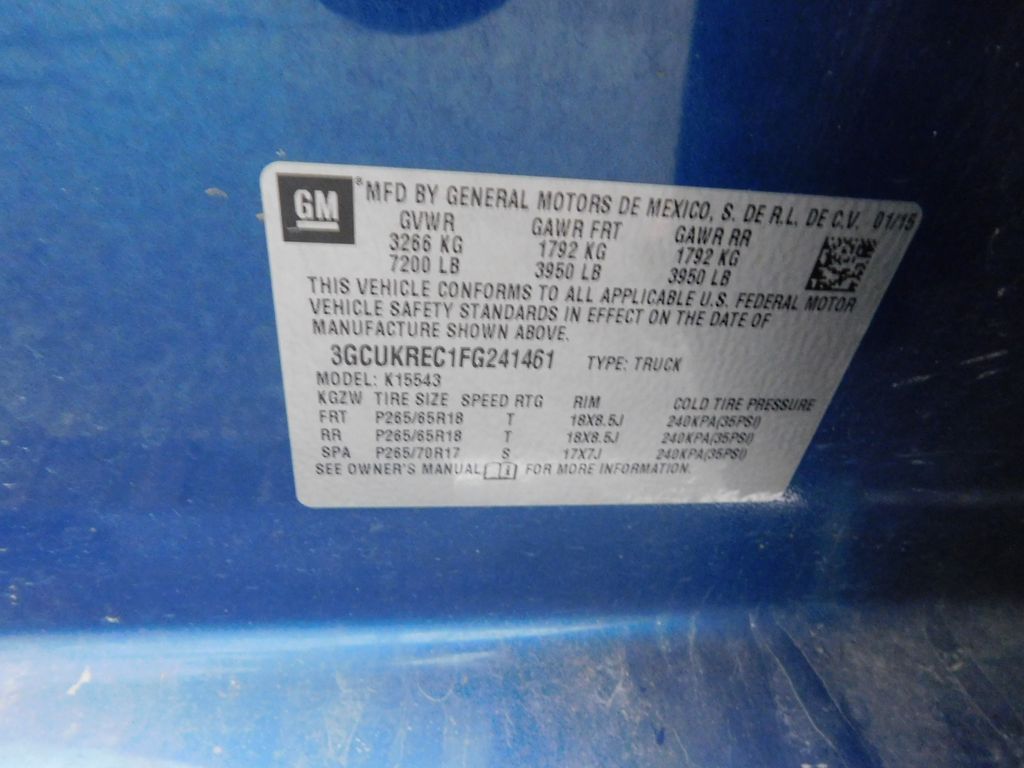 GM ® MFD BY GENERAL MOTORS DE MEXICO, S. DE R.L. DE C.V. 01/15
GVWR GAWR FRT GAWR RR
3266 KG 1792 KG 1792 KG
7200 LB 3950 LB 3950 LB
THIS VEHICLE CONFORMS TO ALL APPLICABLE U.S. FEDERAL MOTOR
VEHICLE SAFETY STANDARDS IN EFFECT ON THE DATE OF
MANUFACTURE SHOWN ABOVE.
3GCUKREC1FG241461 TYPE: TRUCK
MODEL: K15543
KGZW TIRE SIZE SPEED RTG RIM COLD TIRE PRESSURE
FRT P265/65R18 T 18X8.5J 240KPA(35PSI)
RR P265/65R18 T 18X8.5J 240KPA(35PSI)
SPA P265/70R17 S 17X7J 240KPA(35PSI)
SEE OWNER'S MANUAL i FOR MORE INFORMATION.